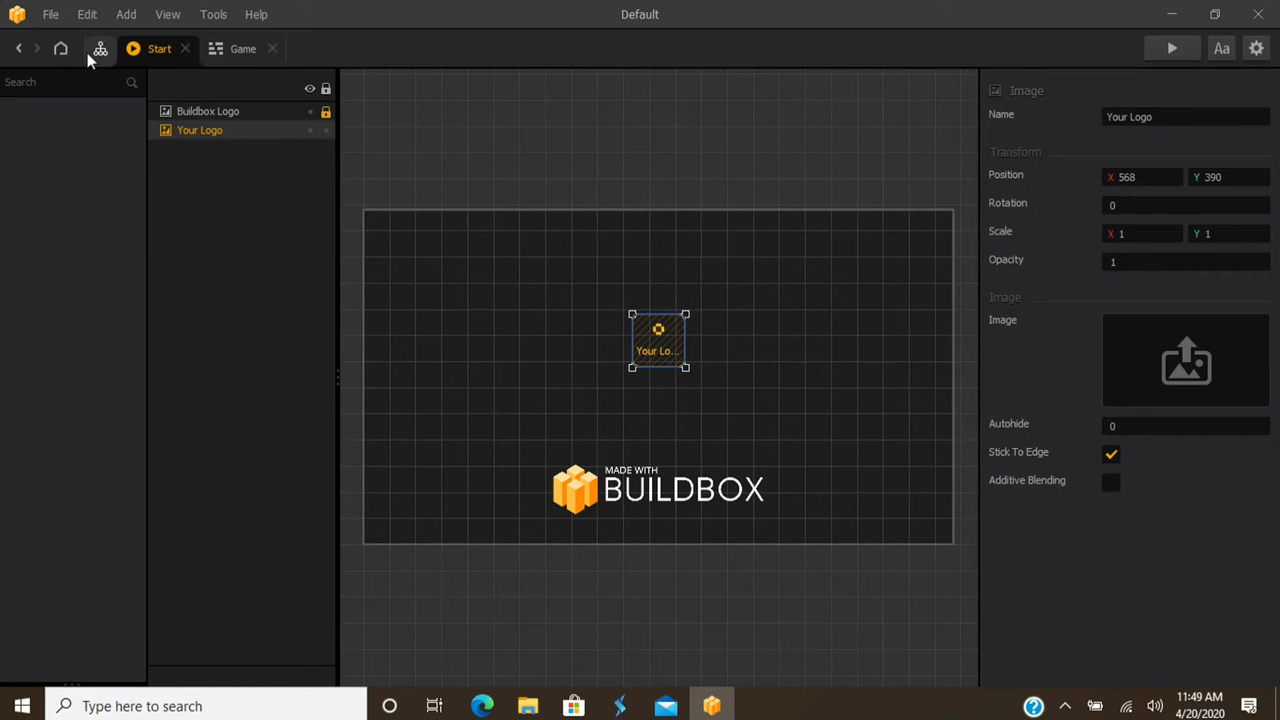 File Edit Add View Tools Help
Default
Start
Game
Aa
Search
Buildbox Logo
Your Logo
Your Lo...
MADE WITH
BUILDBOX
Image
Name
Your Logo
Transform
Position
X 568
Y 390
Rotation
0
Scale
X 1
Y 1
Opacity
1
Image
Image
Autohide
0
Stick To Edge
Additive Blending
Type here to search
11:49 AM
4/20/2020